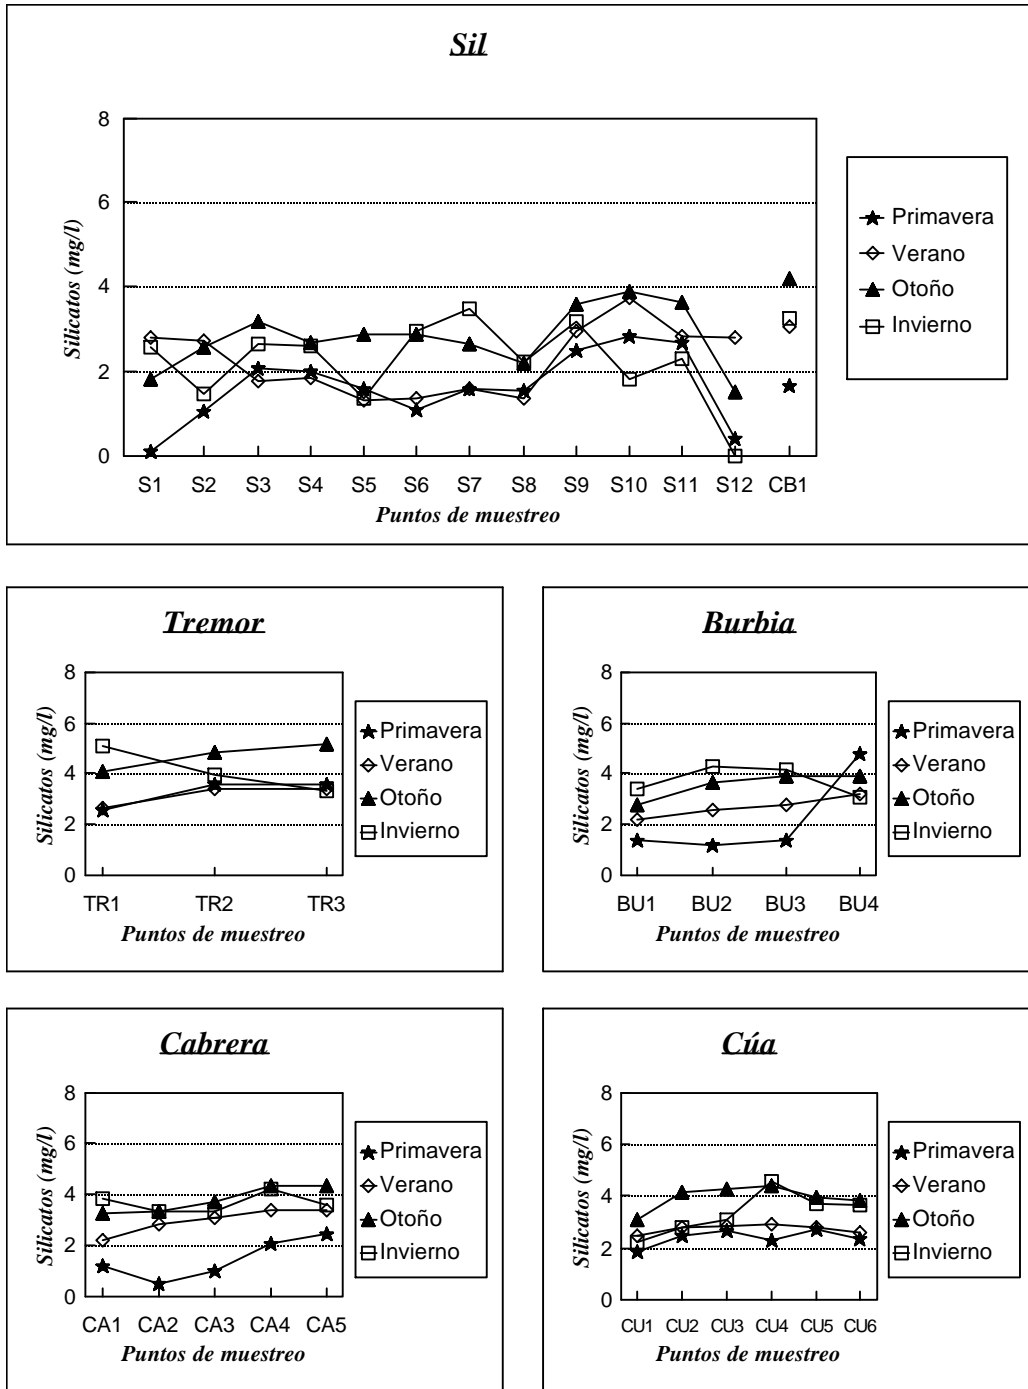 Sil
8
6
4
2
0
Silicatos (mg/l)
S1 S2 S3 S4 S5 S6 S7 S8 S9 S10 S11 S12 CB1
Puntos de muestreo
Primavera
Verano
Otoño
Invierno
Tremor
8
6
4
2
0
Silicatos (mg/l)
TR1 TR2 TR3
Puntos de muestreo
Primavera
Verano
Otoño
Invierno
Burbia
8
6
4
2
0
Silicatos (mg/l)
BU1 BU2 BU3 BU4
Puntos de muestreo
Primavera
Verano
Otoño
Invierno
Cabrera
8
6
4
2
0
Silicatos (mg/l)
CA1 CA2 CA3 CA4 CA5
Puntos de muestreo
Primavera
Verano
Otoño
Invierno
Cúa
8
6
4
2
0
Silicatos (mg/l)
CU1 CU2 CU3 CU4 CU5 CU6
Puntos de muestreo
Primavera
Verano
Otoño
Invierno